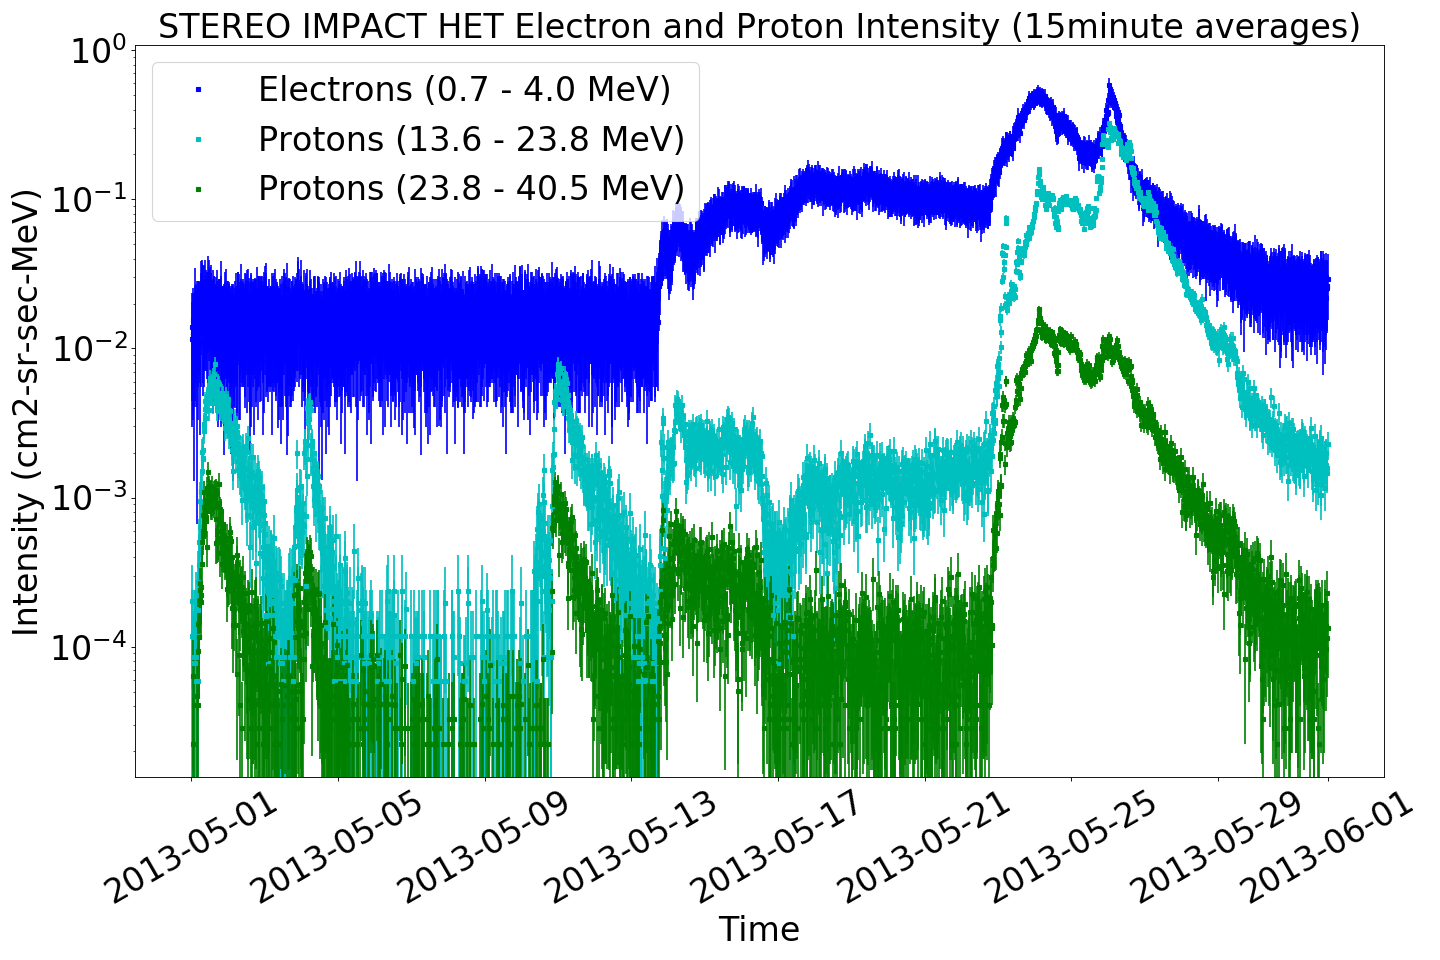 STEREO IMPACT HET Electron and Proton Intensity (15minute averages)
Electrons (0.7 - 4.0 MeV)
Protons (13.6 - 23.8 MeV)
Protons (23.8 - 40.5 MeV)
Intensity (cm2-sr-sec-MeV)
10⁰
10⁻¹
10⁻²
10⁻³
10⁻⁴
2013-05-01
2013-05-05
2013-05-09
2013-05-13
2013-05-17
2013-05-21
2013-05-25
2013-05-29
2013-06-01
Time